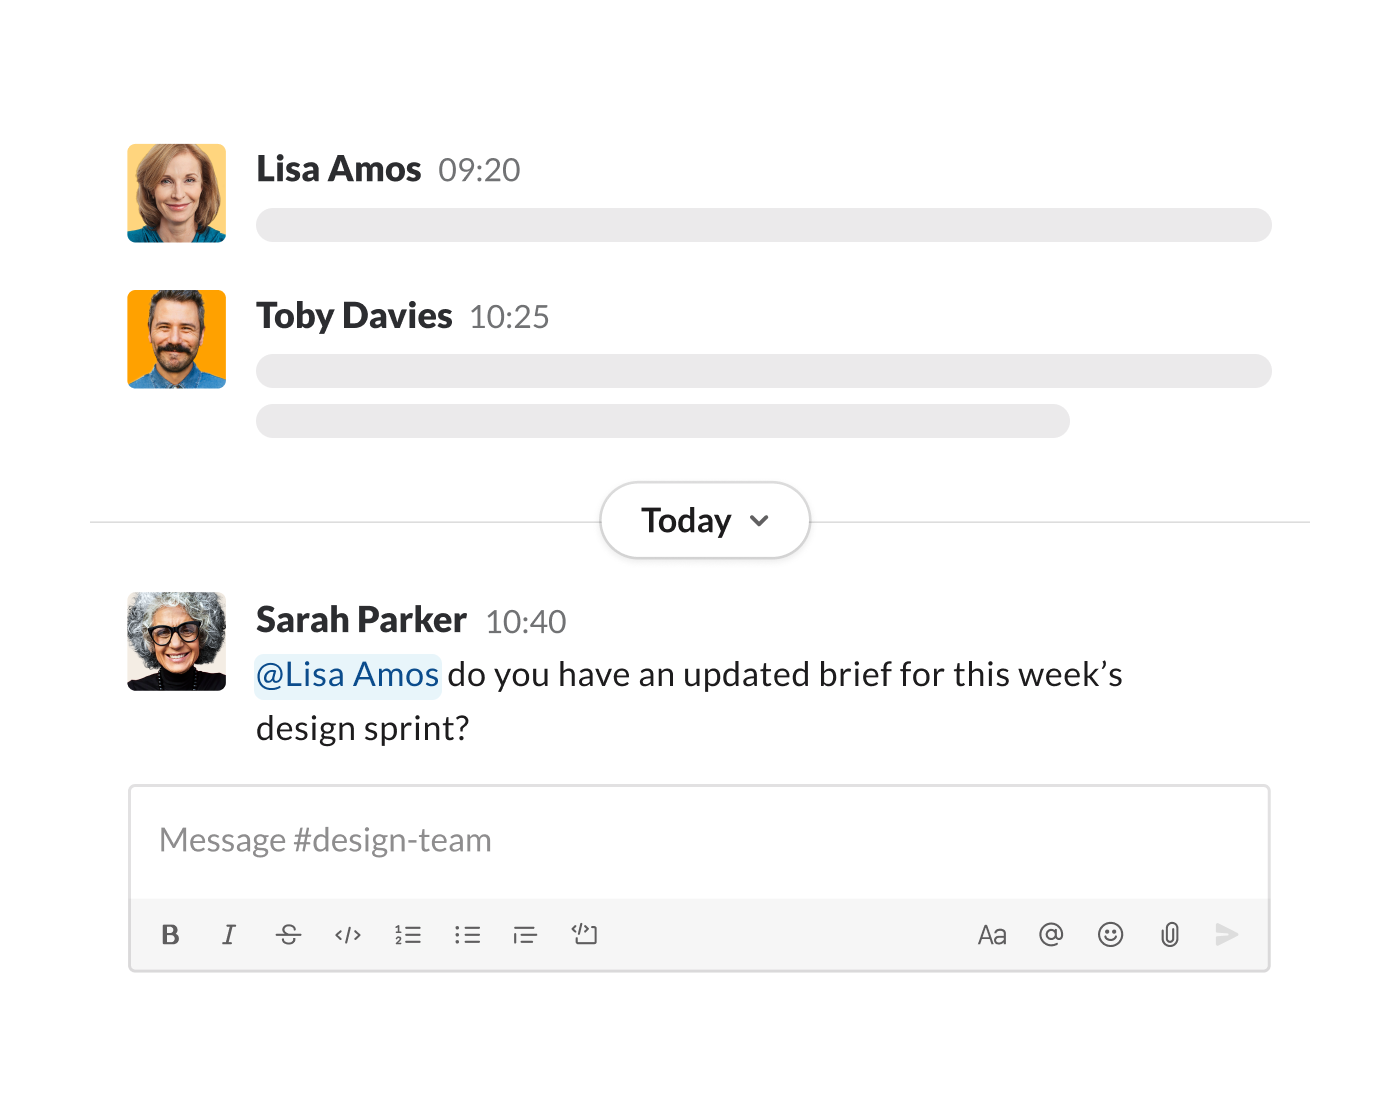 Lisa Amos 09:20
Toby Davies 10:25
Today
Sarah Parker 10:40
@Lisa Amos do you have an updated brief for this week’s
design sprint?
Message #design-team
B I S </> Aa @